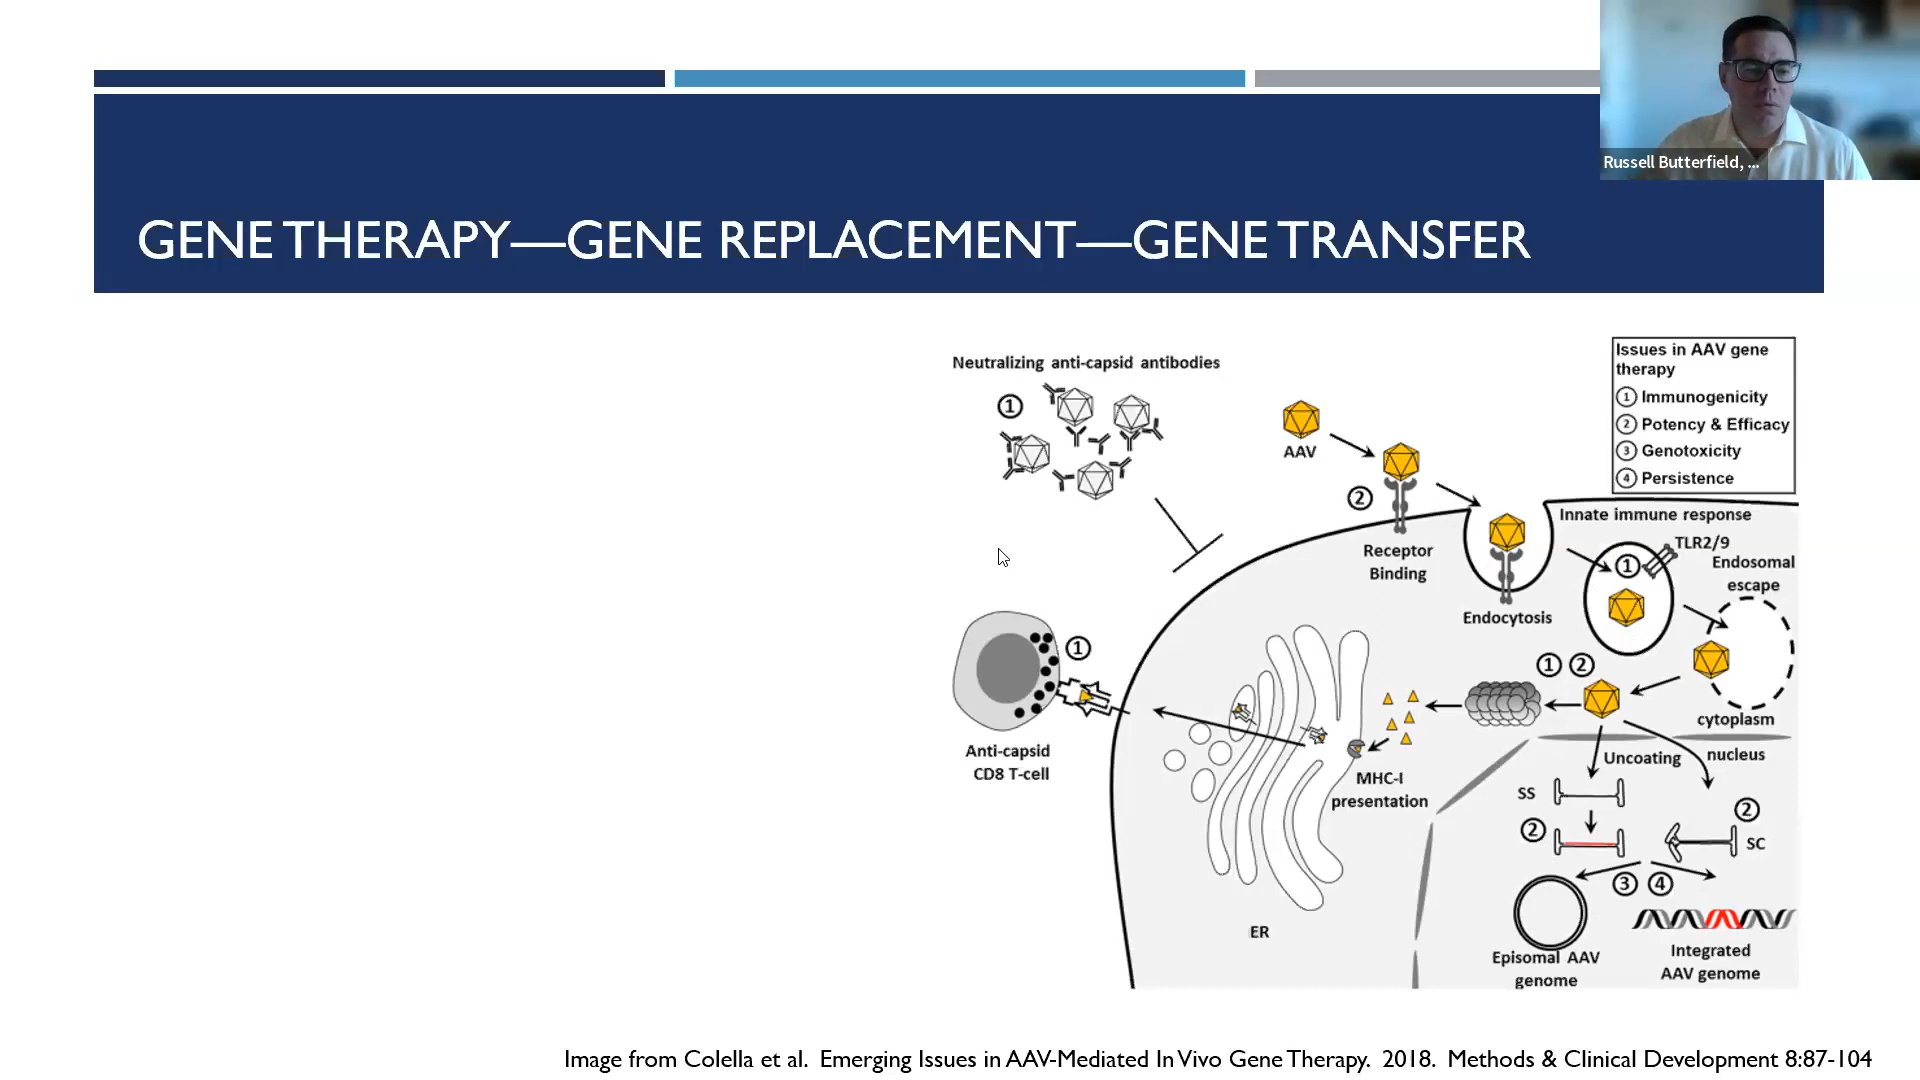 Russell Butterfield, ...
GENE THERAPY—GENE REPLACEMENT—GENE TRANSFER
Neutralizing anti-capsid antibodies
1
AAV
2
Receptor
Binding
Endocytosis
Issues in AAV gene
therapy
1 Immunogenicity
2 Potency & Efficacy
3 Genotoxicity
4 Persistence
Innate immune response
TLR2/9
1
Endosomal
escape
cytoplasm
1 2
nucleus
Uncoating
MHC-I
presentation
1
Anti-capsid
CD8 T-cell
ER
SS
2
2
SC
3 4
Episomal AAV
genome
Integrated
AAV genome
Image from Colella et al. Emerging Issues in AAV-Mediated In Vivo Gene Therapy. 2018. Methods & Clinical Development 8:87-104